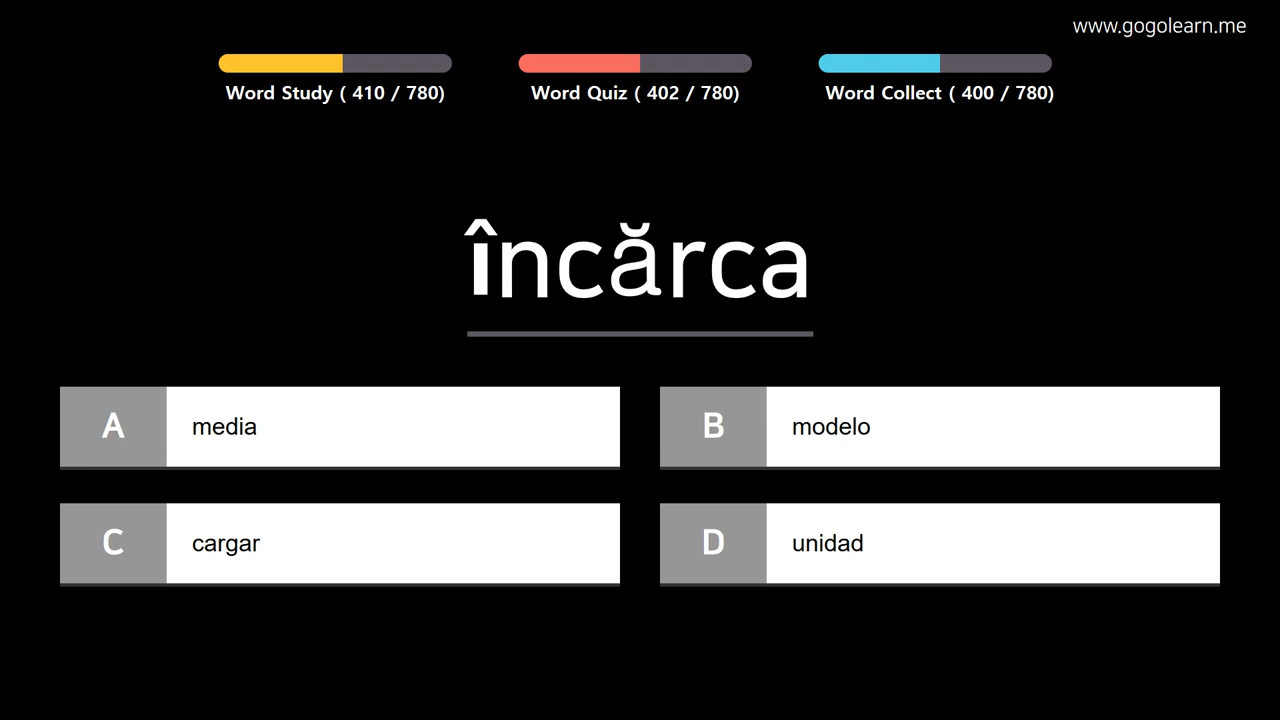 www.gogolearn.me
Word Study ( 410 / 780)
Word Quiz ( 402 / 780)
Word Collect ( 400 / 780)
încărca
A media
B modelo
C cargar
D unidad